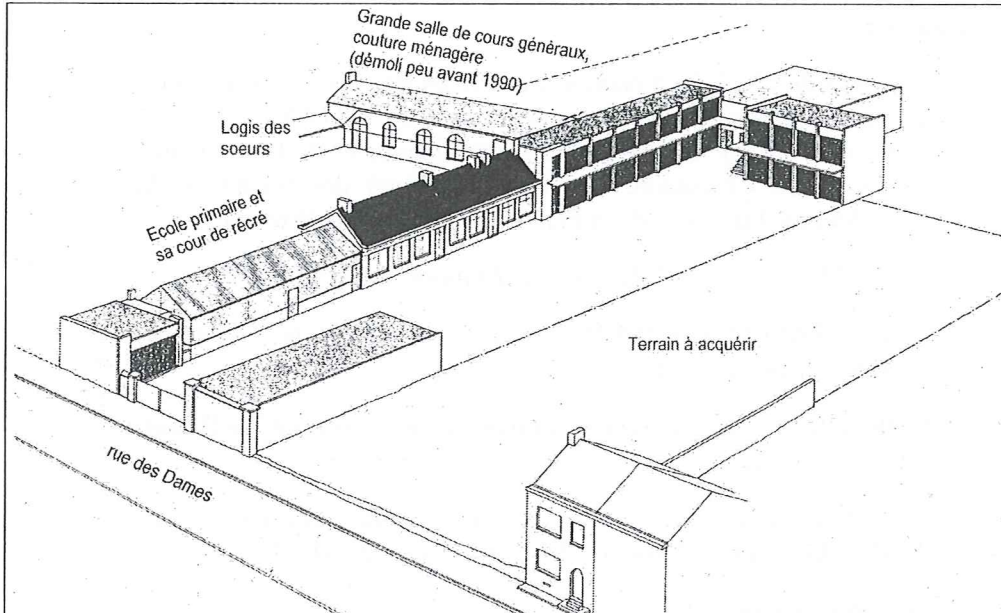 Grande salle de cours généraux,
couture ménagère
(démoli peu avant 1990)
Logis des
soeurs
Ecole primaire et
sa cour de récré
Terrain à acquérir
rue des Dames